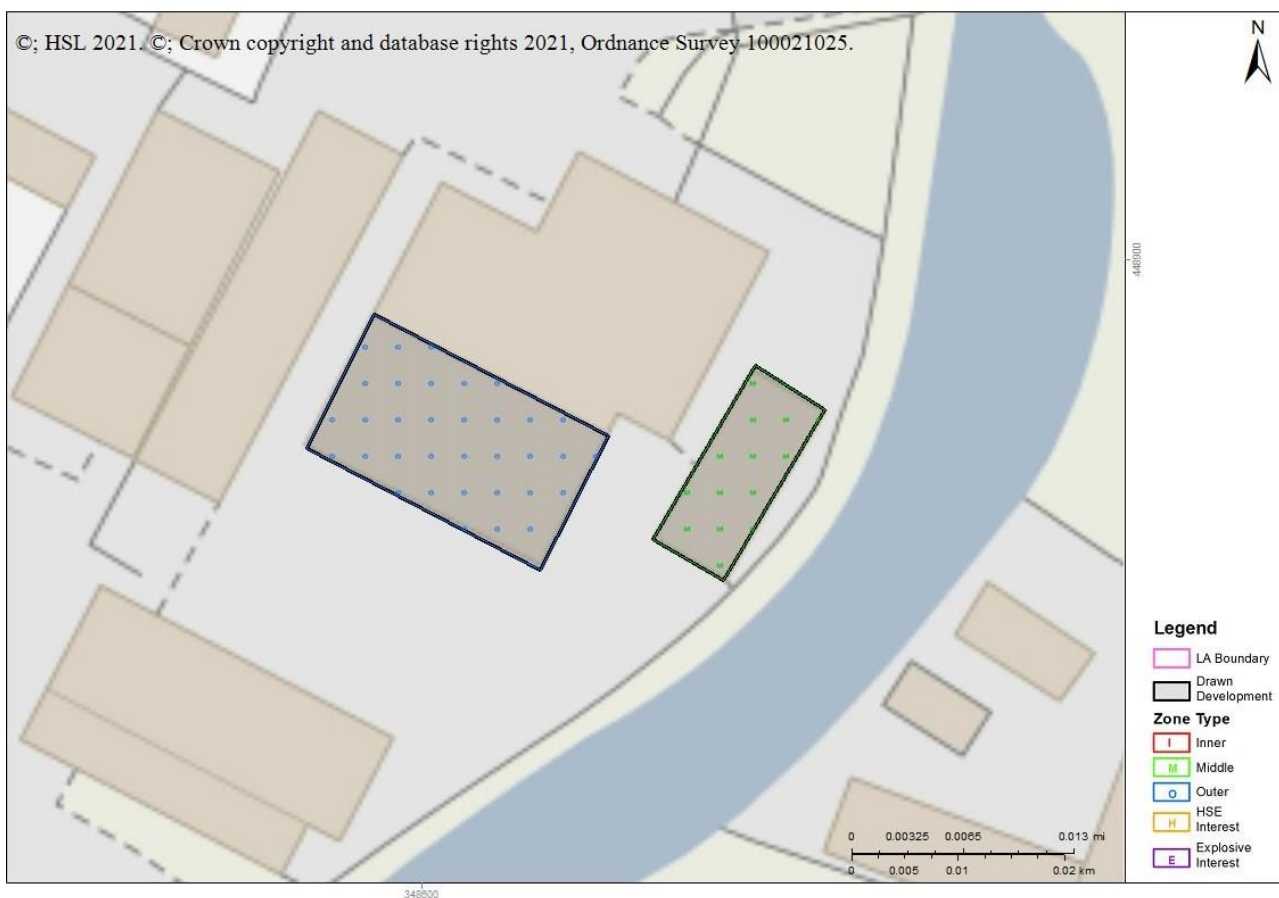 ©; HSL 2021. ©; Crown copyright and database rights 2021, Ordnance Survey 100021025.
N
448900
Legend
LA Boundary
Drawn
Development
Zone Type
I Inner
M Middle
O Outer
H HSE
Interest
E Explosive
Interest
0 0.00325 0.0065 0.013 mi
0 0.005 0.01 0.02 km
348600